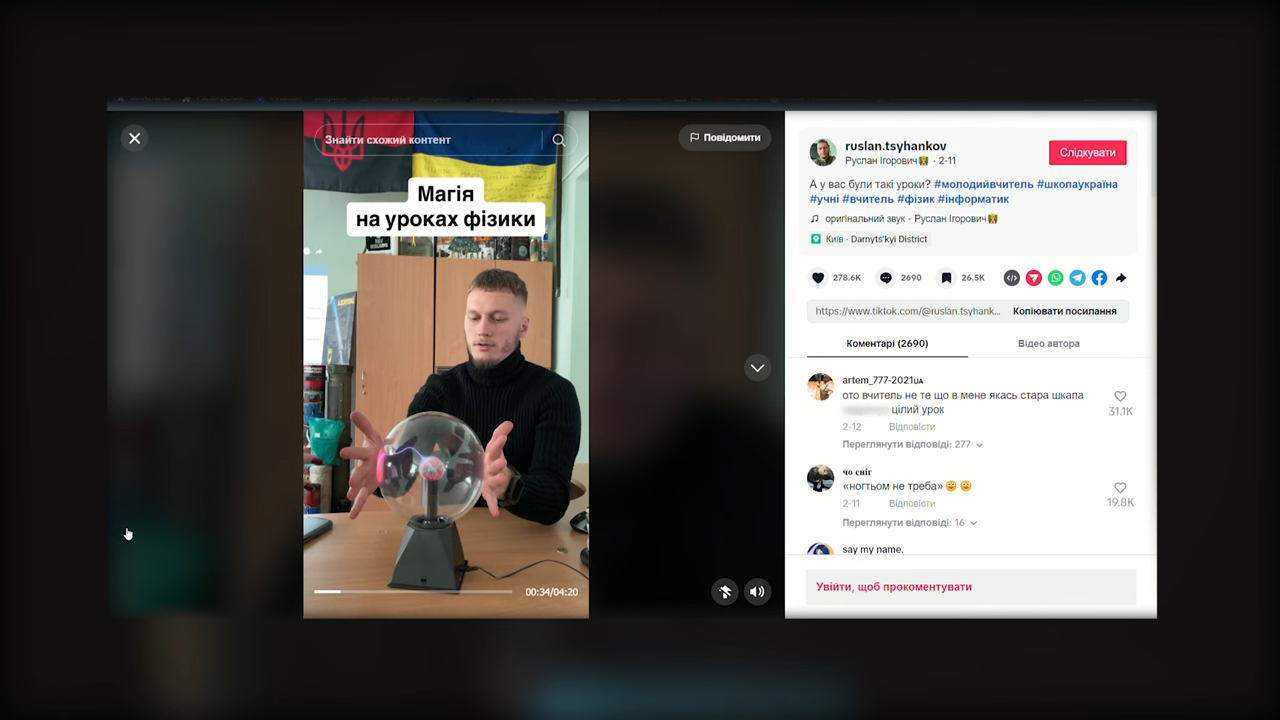 Знайти схожий контент
Магія
на уроках фізики
00:34/04:20
Повідомити
ruslan.tsyhankov
Руслан Ігорович · 2-11
Слідкувати
А у вас були такі уроки? #молодийвчитель #школаукраїна
#учні #вчитель #фізик #інформатик
оригінальний звук - Руслан Ігорович
Київ · Darnyts'kyi District
278.6K
2690
26.5K
https://www.tiktok.com/@ruslan.tsyhank...
Копіювати посилання
Коментарі (2690)
Відео автора
artem_777-2021UA
ото вчитель не те що в мене якась стара шкапа
цілий урок
31.1K
2-12 Відповісти
Переглянути відповіді: 277
чо сніг
«ногтьом не треба»😄 😄
19.8K
2-11 Відповісти
Переглянути відповіді: 16
say my name.
Увійти, щоб прокоментувати